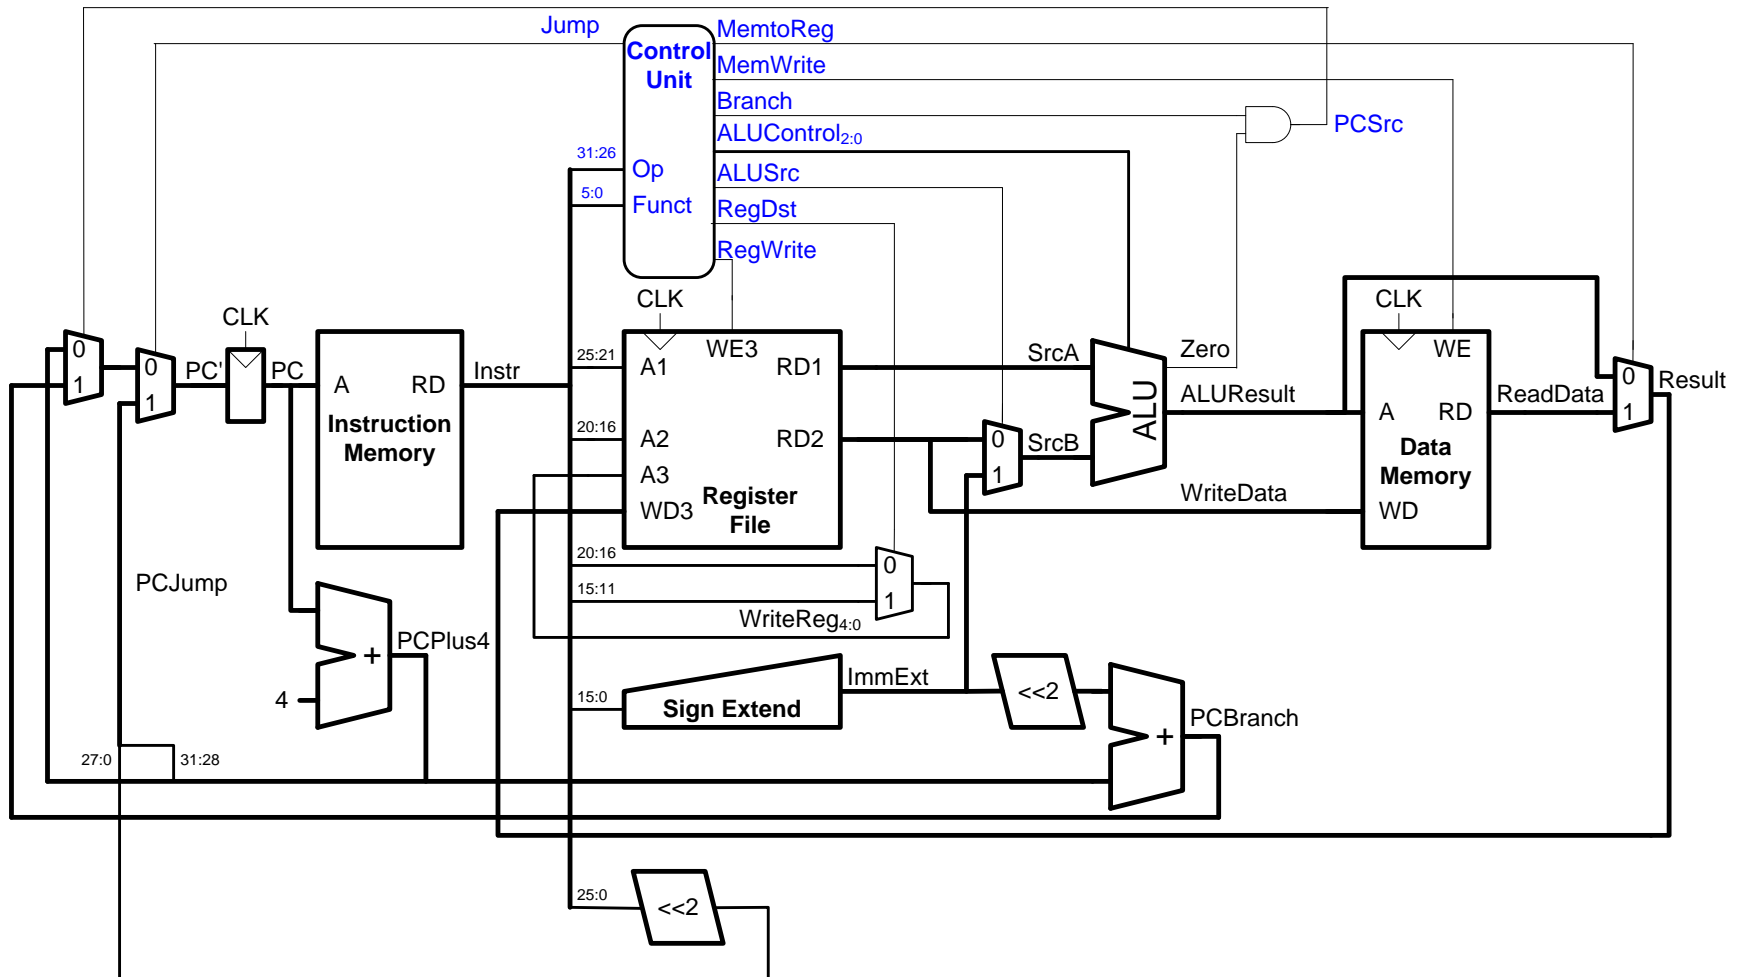 Jump
MemtoReg
Control
Unit
MemWrite
Branch
PCSrc
ALUControl2:0
31:26
Op
ALUSrc
5:0
Funct
RegDst
RegWrite
CLK
CLK
CLK
0
1
0
1
PC'
PC
A
RD
Instruction
Memory
Instr
25:21
A1
WE3
RD1
20:16
A2
RD2
A3
WD3
Register
File
SrcA
0
1
SrcB
ALU
Zero
ALUResult
WriteData
WE
A
RD
Data
Memory
WD
ReadData
0
1
Result
20:16
0
15:11
1
WriteReg4:0
PCJump
+
PCPlus4
4
15:0
Sign Extend
ImmExt
<<2
+
PCBranch
27:0
31:28
25:0
<<2